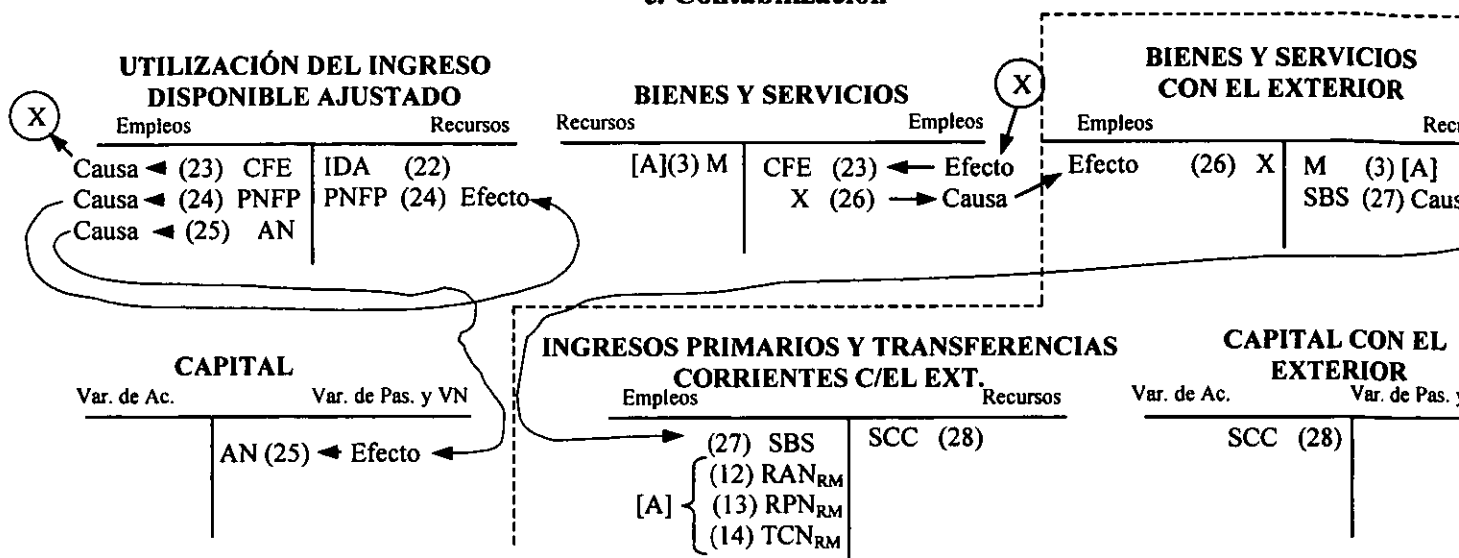 c. Contabilización
UTILIZACIÓN DEL INGRESO
DISPONIBLE AJUSTADO
Empleos Recursos
X
Causa (23) CFE IDA (22)
Causa (24) PNFP PNFP (24) Efecto
Causa (25) AN
BIENES Y SERVICIOS
Recursos Empleos
X
[A](3) M CFE (23) Efecto
X (26) Causa
BIENES Y SERVICIOS
CON EL EXTERIOR
Empleos
Efecto (26) X M (3) [A]
SBS (27)
CAPITAL
Var. de Ac. Var. de Pas. y VN
AN (25) Efecto
INGRESOS PRIMARIOS Y TRANSFERENCIAS
CORRIENTES C/EL EXT.
Empleos Recursos
(27) SBS SCC (28)
[A] (12) RAN_RM
(13) RPN_RM
(14) TCN_RM
CAPITAL CON EL
EXTERIOR
Var. de Ac. Var. de Pas. y
SCC (28)